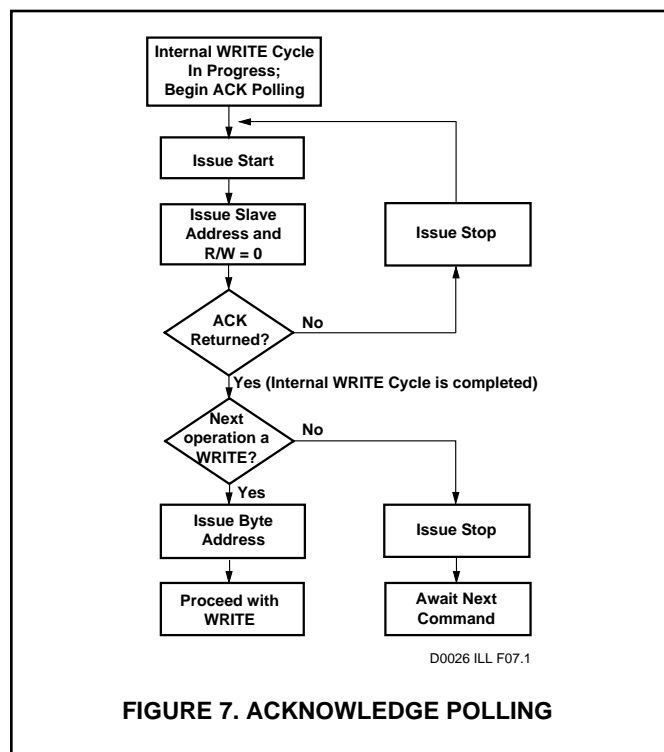 Internal WRITE Cycle
In Progress;
Begin ACK Polling
Issue Start
Issue Slave
Address and
R/W = 0
Issue Stop
ACK
Returned?
No
Yes (Internal WRITE Cycle is completed)
Next
operation a
WRITE?
No
Yes
Issue Byte
Address
Issue Stop
Proceed with
WRITE
Await Next
Command
D0026 ILL F07.1
FIGURE 7. ACKNOWLEDGE POLLING